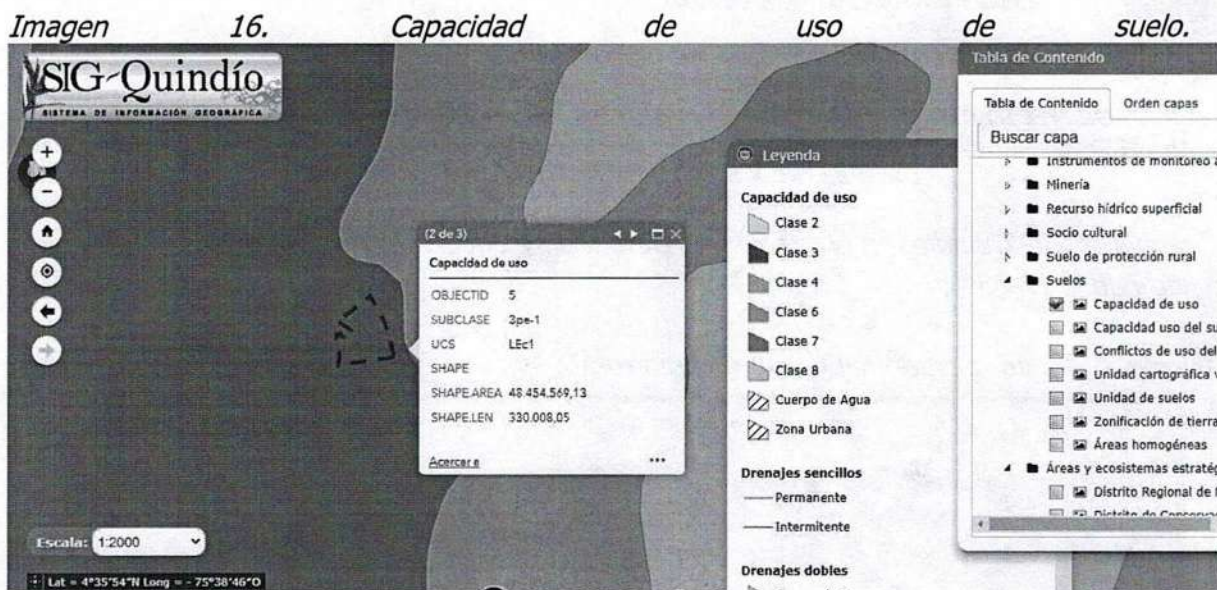 Imagen 16. Capacidad de uso de suelo.
SIG-Quindío
SISTEMA DE INFORMACIÓN GEOGRÁFICA
Tabla de Contenido
Tabla de Contenido Orden capas
Buscar capa
Instrumentos de monitoreo a
Minería
Recurso hídrico superficial
Socio cultural
Suelo de protección rural
Suelos
Capacidad de uso
Capacidad uso del su
Conflictos de uso del
Unidad cartográfica v
Unidad de suelos
Zonificación de tierra
Áreas homogéneas
Áreas y ecosistemas estratég
Distrito Regional de
Distrito de Conservac
Leyenda
Capacidad de uso
Clase 2
Clase 3
Clase 4
Clase 6
Clase 7
Clase 8
Cuerpo de Agua
Zona Urbana
Drenajes sencillos
Permanente
Intermitente
Drenajes dobles
(2 de 3)
Capacidad de uso
OBJECTID 5
SUBCLASE 3pe-1
UCS LEc1
SHAPE
SHAPE.AREA 48.454.569,13
SHAPE.LEN 330.008,05
Acercar a
Escala: 1:2000
Lat = 4°35'54"N Long = - 75°38'46"O